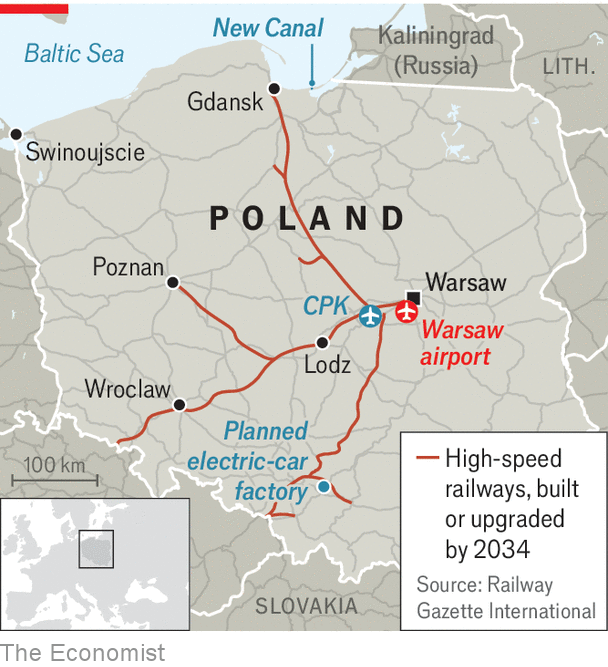 New Canal
Baltic Sea
Kaliningrad
(Russia)
LITH.
Gdansk
Swinoujscie
POLAND
Poznan
Warsaw
CPK
Warsaw
airport
Lodz
Wroclaw
Planned
electric-car
factory
100 km
High-speed
railways, built
or upgraded
by 2034
Source: Railway
Gazette International
SLOVAKIA
The Economist